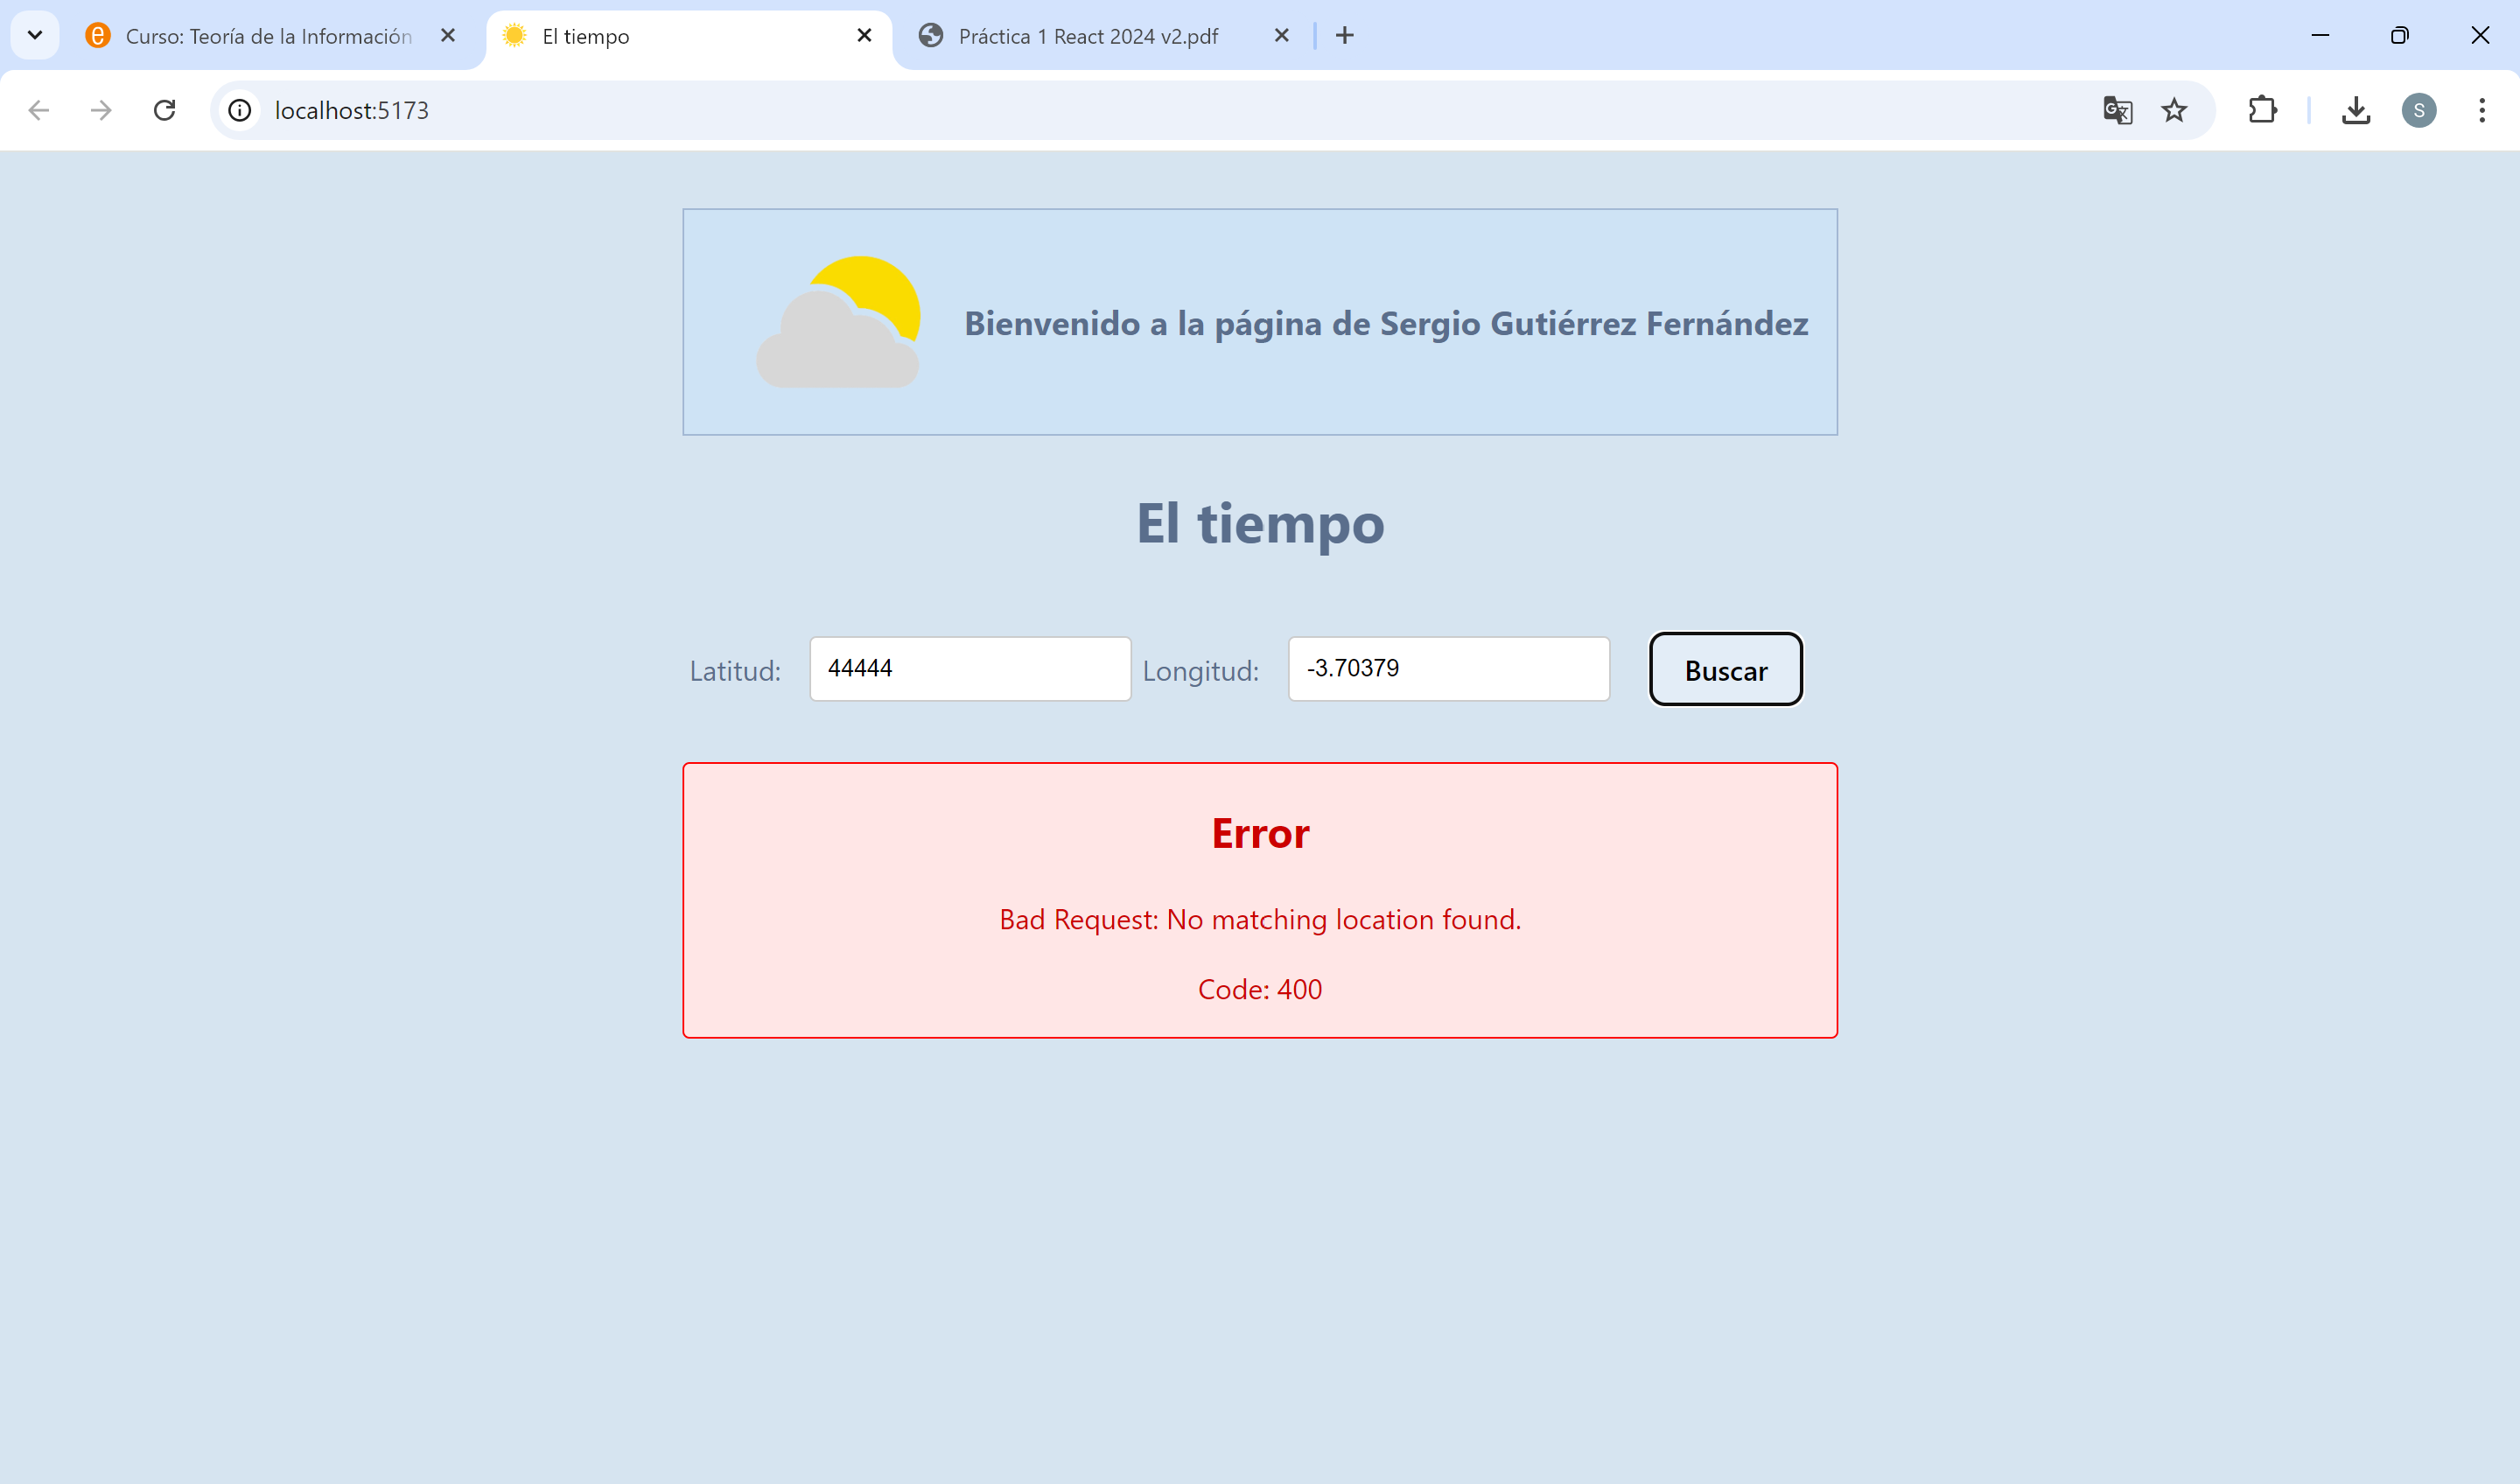 Curso: Teoría de la Información
El tiempo
Práctica 1 React 2024 v2.pdf
localhost:5173
S
Bienvenido a la página de Sergio Gutiérrez Fernández
El tiempo
Latitud: 44444 Longitud: -3.70379 Buscar
Error
Bad Request: No matching location found.
Code: 400